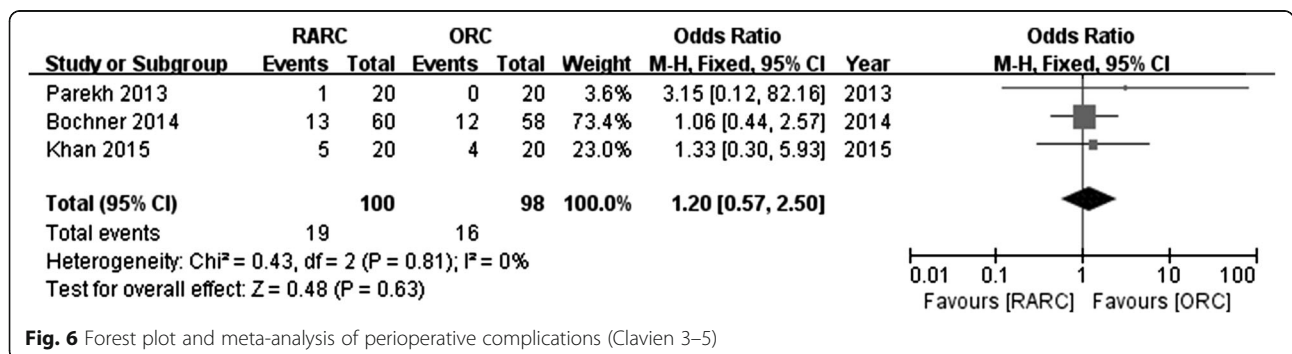 RARC ORC Odds Ratio Odds Ratio
Study or Subgroup Events Total Events Total Weight M-H, Fixed, 95% CI Year M-H, Fixed, 95% CI
Parekh 2013 1 20 0 20 3.6% 3.15 [0.12, 82.16] 2013
Bochner 2014 13 60 12 58 73.4% 1.06 [0.44, 2.57] 2014
Khan 2015 5 20 4 20 23.0% 1.33 [0.30, 5.93] 2015
Total (95% CI) 100 98 100.0% 1.20 [0.57, 2.50]
Total events 19 16
Heterogeneity: Chi² = 0.43, df = 2 (P = 0.81); I² = 0%
Test for overall effect: Z = 0.48 (P = 0.63)
0.01 0.1 1 10 100
Favours [RARC] Favours [ORC]
Fig. 6 Forest plot and meta-analysis of perioperative complications (Clavien 3–5)